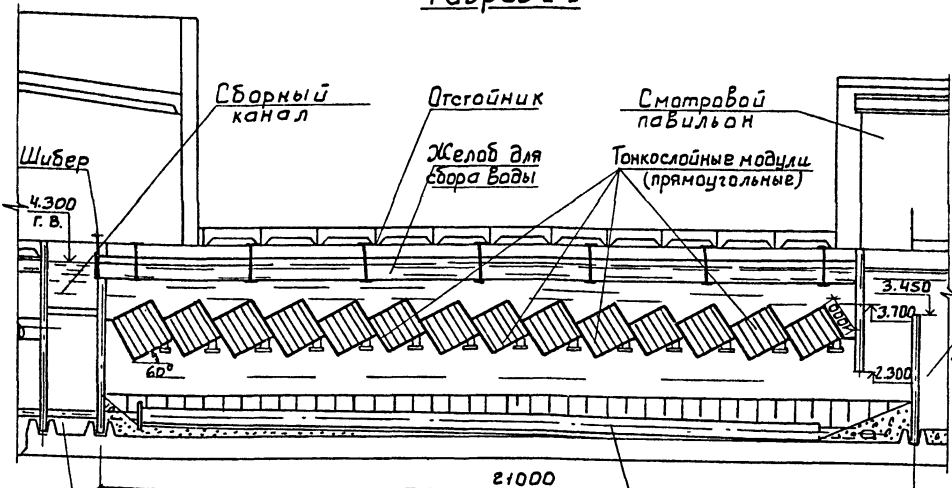 Разрез 2-2
Сборный
канал
Отстойник
Смотровой
павильон
Шибер
Желоб для
сбора воды
Тонкослойные модули
(прямоугольные)
4.300
г. в.
3.450
3.700
1000
2.300
60°
21000